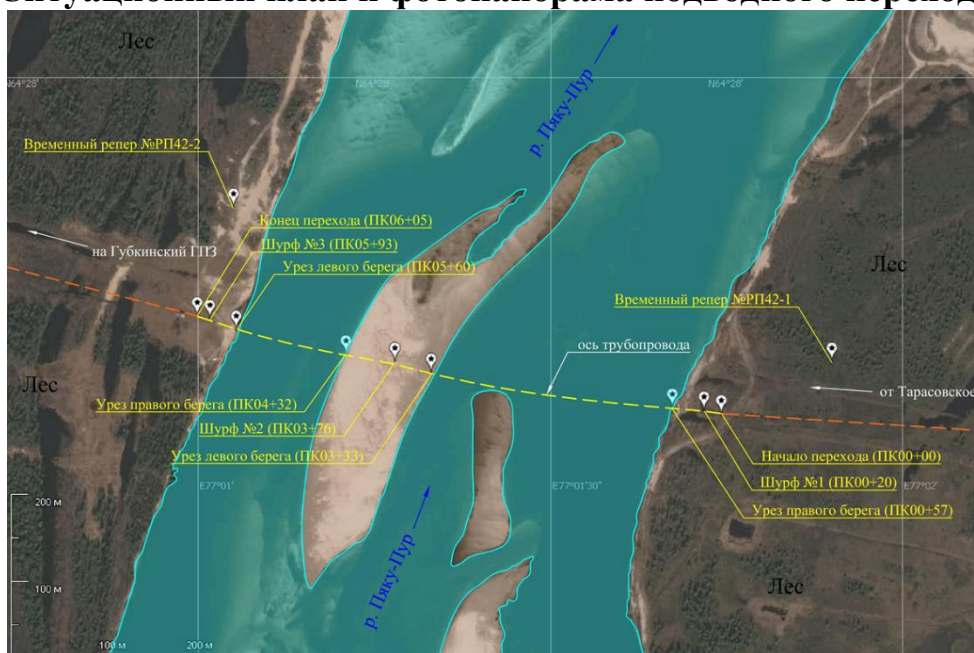 Ситуационный план и фотопанорама подводного переход
Лес
N64°28'
N64°28'
р. Пяку-Пур
Временный репер №РП42-2
Конец перехода (ПК06+05)
на Губкинский ГПЗ
Шурф №3 (ПК05+93)
Урез левого берега (ПК05+60)
Лес
Временный репер №РП42-1
ось трубопровода
Лес
от Тарасовское
Урез правого берега (ПК04+32)
Шурф №2 (ПК03+76)
Урез левого берега (ПК03+33)
Начало перехода (ПК00+00)
Шурф №1 (ПК00+20)
Урез правого берега (ПК00+57)
E77°01'
E77°01'30"
E77°02'
200 м
р. Пяку-Пур
100 м
Лес
100 м
200 м